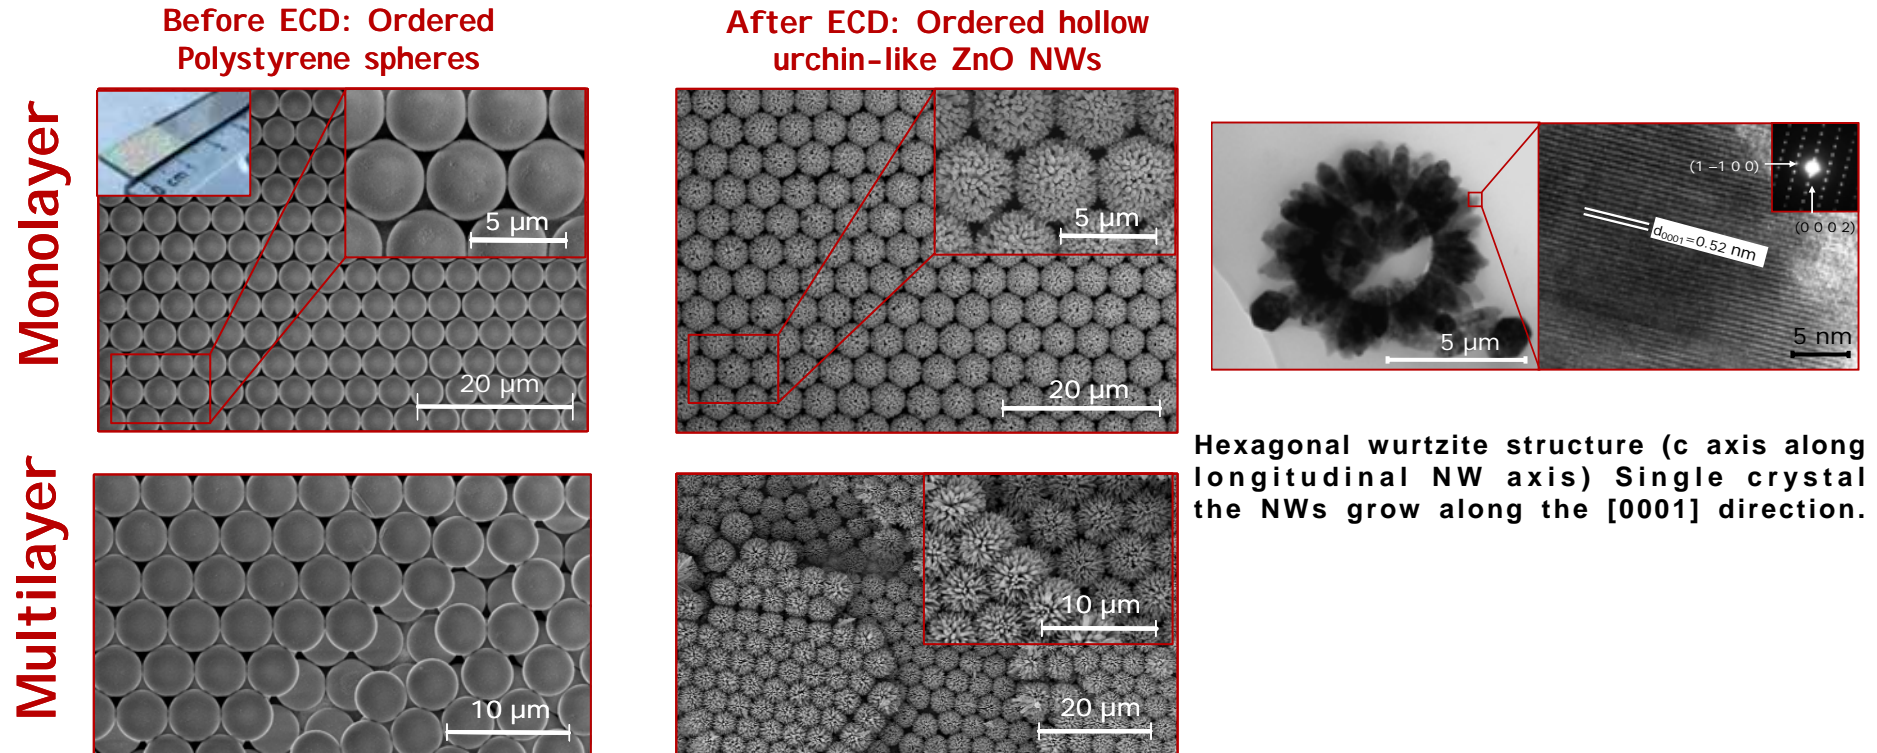 Before ECD: Ordered
Polystyrene spheres
After ECD: Ordered hollow
urchin-like ZnO NWs
Monolayer
0 cm 1
5 µm
20 µm
5 µm
20 µm
5 µm
(1 –1 0 0)
(0 0 0 2)
d0001=0.52 nm
5 nm
Hexagonal wurtzite structure (c axis along
longitudinal NW axis) Single crystal
the NWs grow along the [0001] direction.
Multilayer
10 µm
10 µm
20 µm